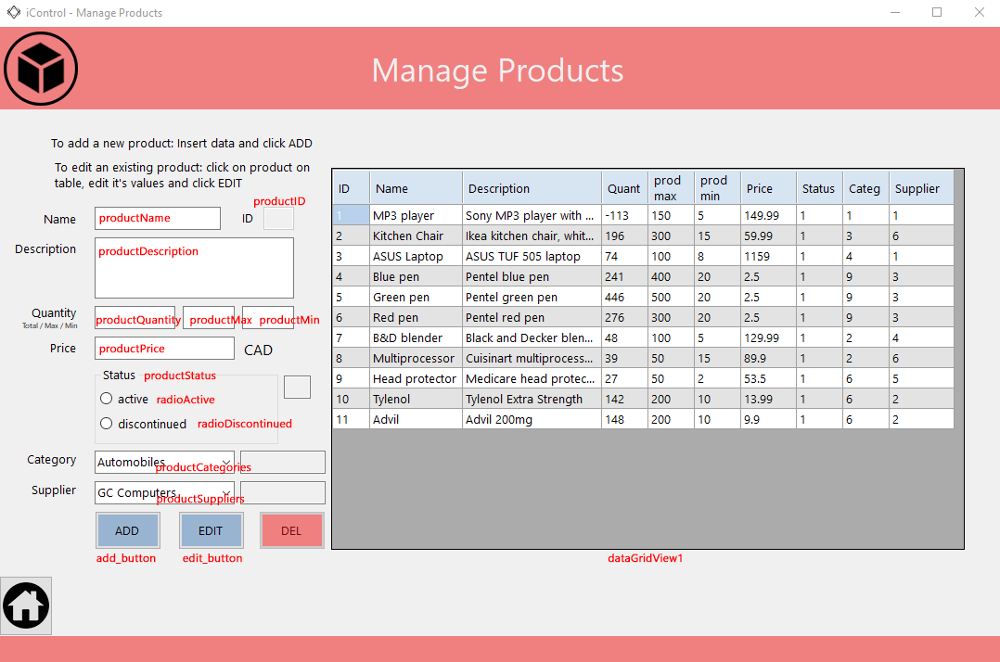 iControl - Manage Products
Manage Products
To add a new product: Insert data and click ADD
To edit an existing product: click on product on
table, edit it's values and click EDIT
productID
Name productName ID
Description productDescription
Quantity
Total / Max / Min
productQuantity productMax productMin
Price productPrice CAD
Status productStatus
active radioActive
discontinued radioDiscontinued
Category Automobiles
productCategories
Supplier GC Computers
productSuppliers
ADD EDIT DEL
add_button edit_button
ID Name Description Quant prod max prod min Price Status Categ Supplier
1 MP3 player Sony MP3 player with ... -113 150 5 149.99 1 1 1
2 Kitchen Chair Ikea kitchen chair, whit... 196 300 15 59.99 1 3 6
3 ASUS Laptop ASUS TUF 505 laptop 74 100 8 1159 1 4 1
4 Blue pen Pentel blue pen 241 400 20 2.5 1 9 3
5 Green pen Pentel green pen 446 500 20 2.5 1 9 3
6 Red pen Pentel red pen 276 300 20 2.5 1 9 3
7 B&D blender Black and Decker blen... 48 100 5 129.99 1 2 4
8 Multiprocessor Cuisinart multiprocess... 39 50 15 89.9 1 2 6
9 Head protector Medicare head protec... 27 50 2 53.5 1 6 5
10 Tylenol Tylenol Extra Strength 142 200 10 13.99 1 6 2
11 Advil Advil 200mg 148 200 10 9.9 1 6 2
dataGridView1